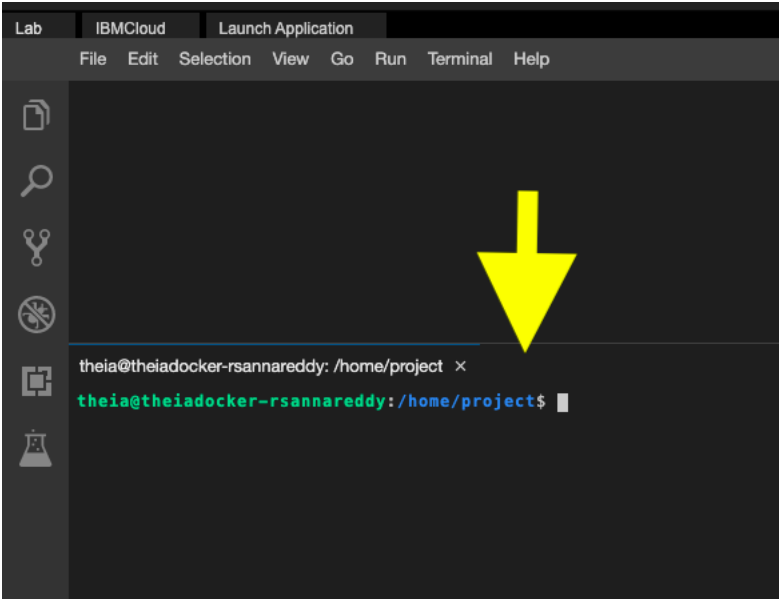 Lab IBMCloud Launch Application
File Edit Selection View Go Run Terminal Help
theia@theiadocker-rsannareddy: /home/project ×
theia@theiadocker-rsannareddy:/home/project$